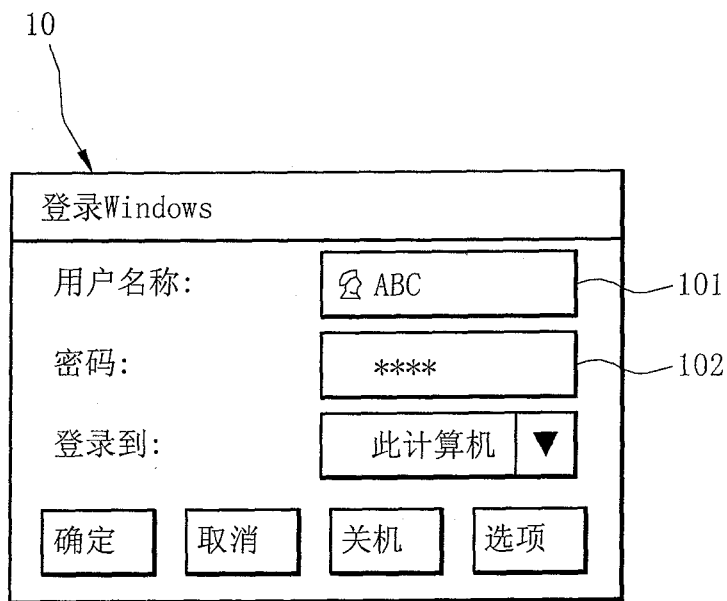 10
登录Windows
用户名称: ABC 101
密码: **** 102
登录到: 此计算机
确定 取消 关机 选项